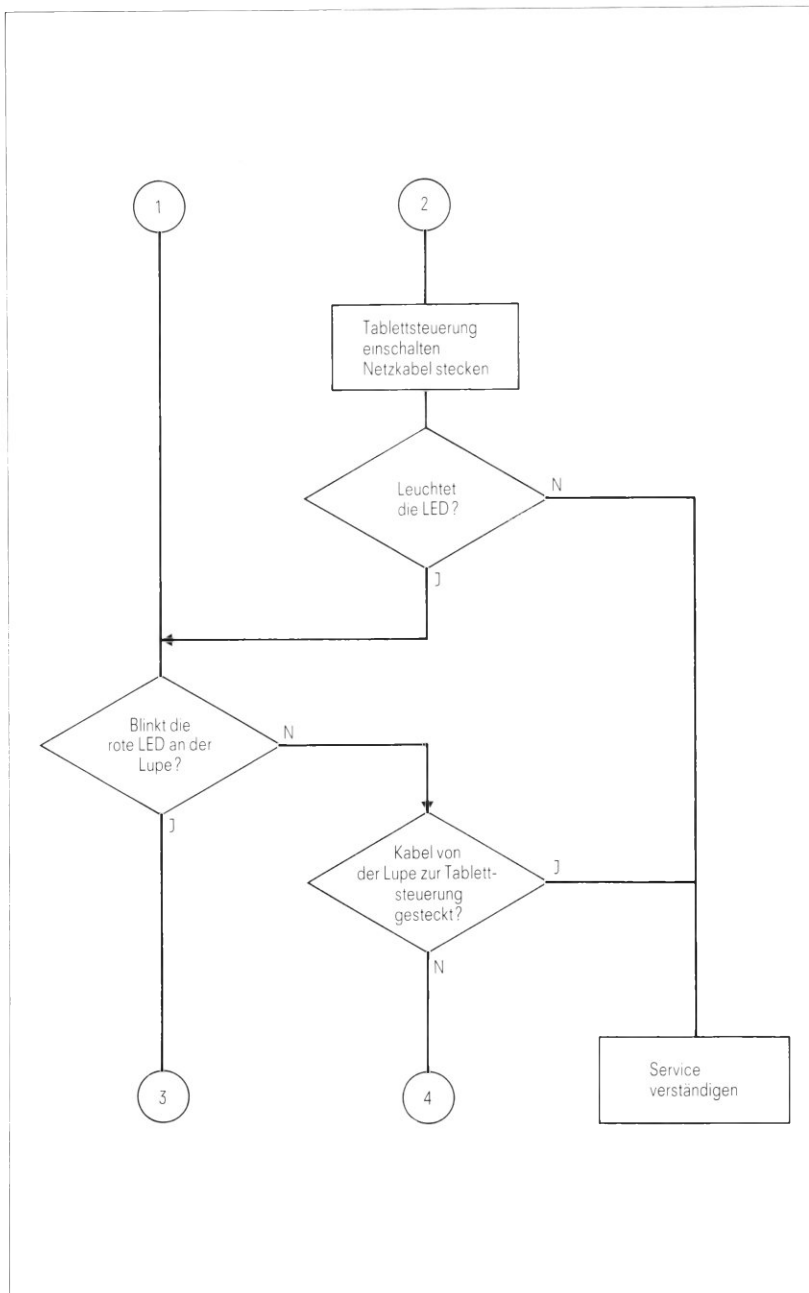 1
2
Tablettsteuerung
einschalten
Netzkabel stecken
Leuchtet
die LED?
N
J
Blinkt die
rote LED an der
Lupe?
N
J
Kabel von
der Lupe zur Tablett-
steuerung
gesteckt?
J
N
Service
verständigen
3
4